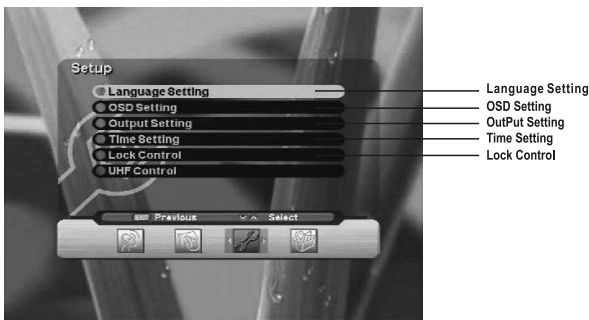 Setup
Language Setting
OSD Setting
Output Setting
Time Setting
Lock Control
UHF Control
EXIT Previous Select
Language Setting
OSD Setting
OutPut Setting
Time Setting
Lock Control